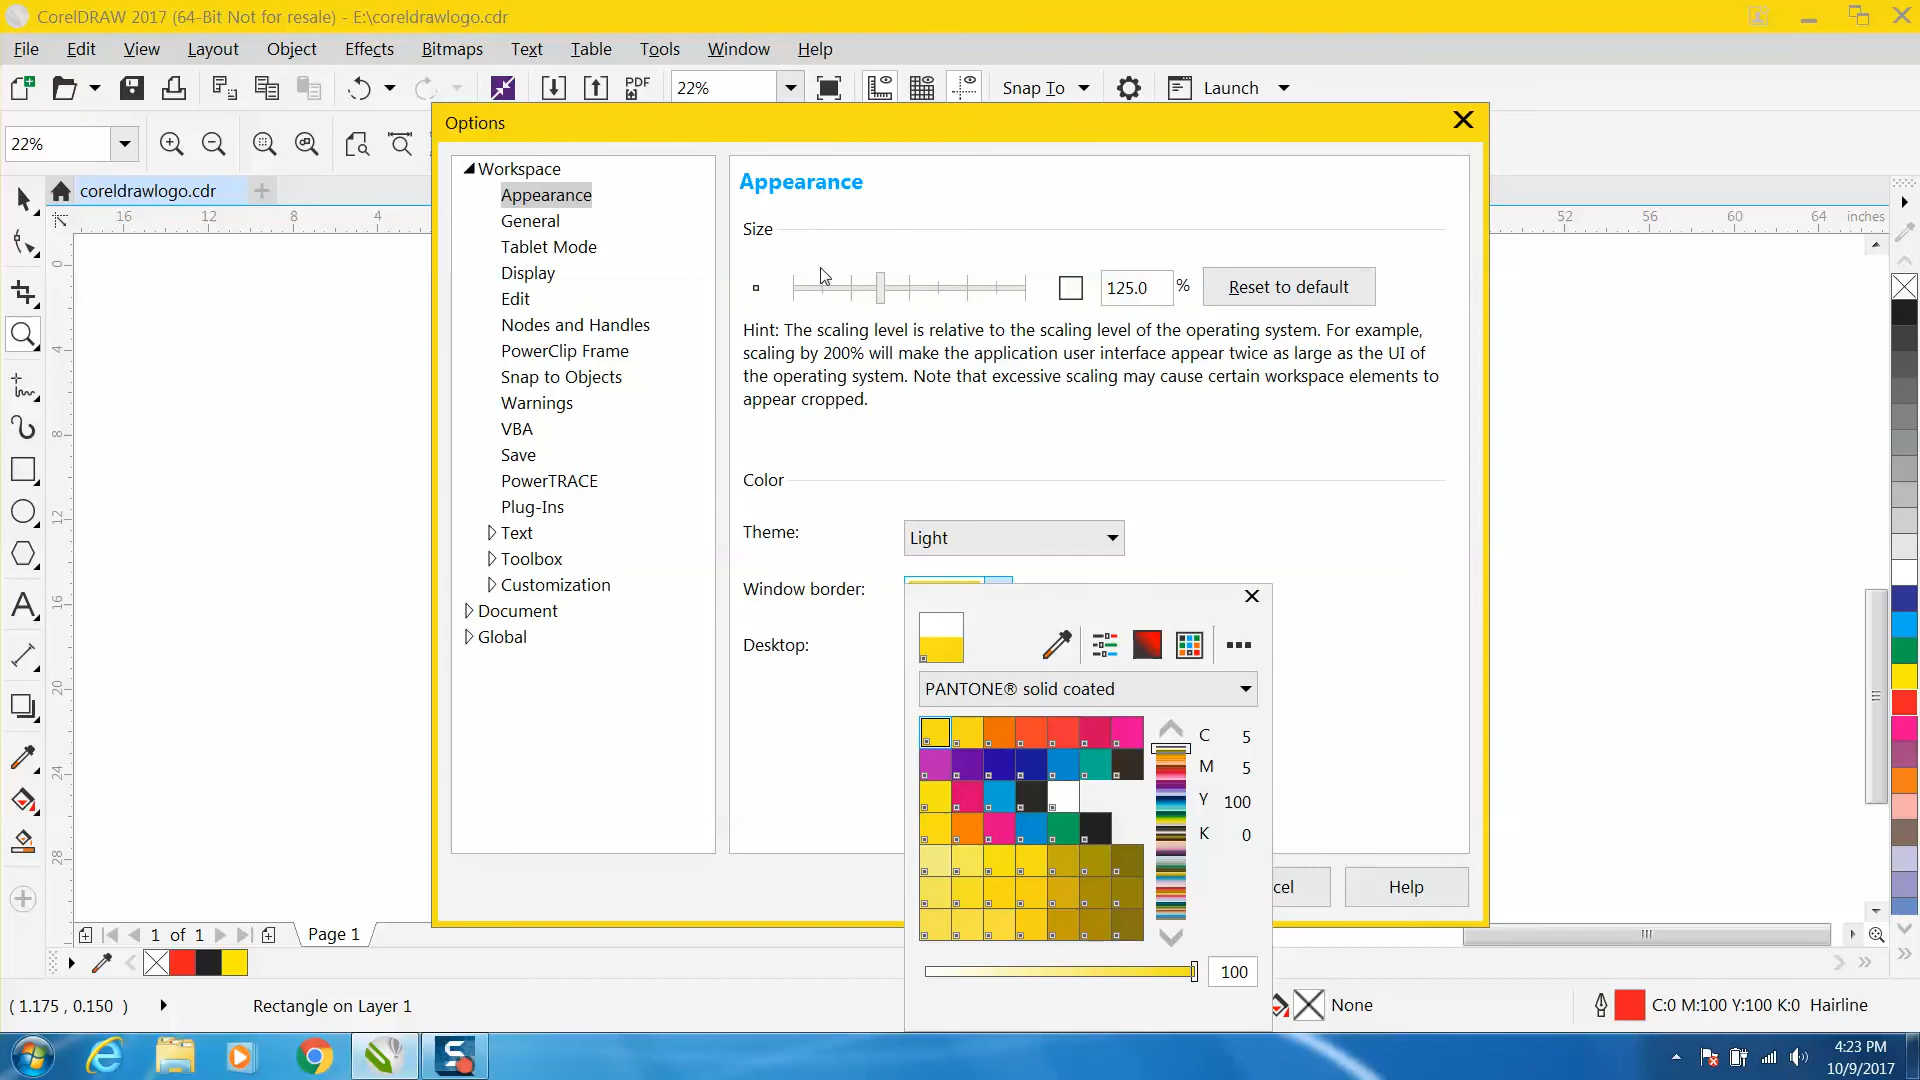 CorelDRAW 2017 (64-Bit Not for resale) - E:\coreldrawlogo.cdr
File Edit View Layout Object Effects Bitmaps Text Table Tools Window Help
PDF 22% Snap To Launch
22%
Options
coreldrawlogo.cdr
16 12 8 4 52 56 60 64 inches
0
4
8
12
16
20
24
28
Workspace
Appearance
General
Tablet Mode
Display
Edit
Nodes and Handles
PowerClip Frame
Snap to Objects
Warnings
VBA
Save
PowerTRACE
Plug-Ins
Text
Toolbox
Customization
Document
Global
Appearance
Size
125.0 % Reset to default
Hint: The scaling level is relative to the scaling level of the operating system. For example,
scaling by 200% will make the application user interface appear twice as large as the UI of
the operating system. Note that excessive scaling may cause certain workspace elements to
appear cropped.
Color
Theme: Light
Window border:
Desktop:
PANTONE® solid coated
C 5
M 5
Y 100
K 0
100
cel Help
1 of 1 Page 1
( 1.175, 0.150 ) Rectangle on Layer 1 None C:0 M:100 Y:100 K:0 Hairline
4:23 PM
10/9/2017